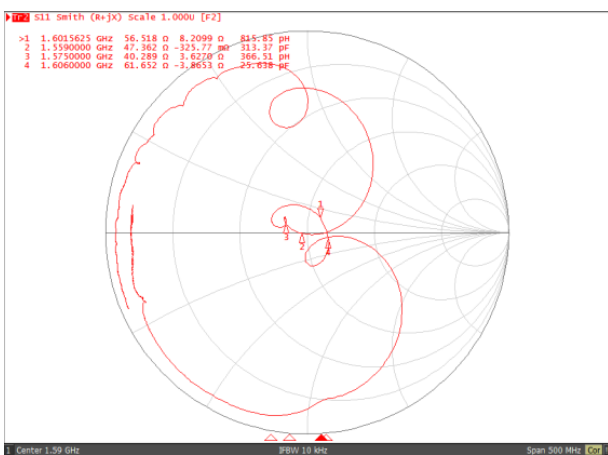 Tr2 S11 Smith (R+jX) Scale 1.000U [F2]
>1 1.6015625 GHz 56.518 Ω 8.2099 Ω 815.85 pH
2 1.5590000 GHz 47.362 Ω -325.77 mΩ 313.37 pF
3 1.5750000 GHz 40.289 Ω 3.6270 Ω 366.51 pH
4 1.6060000 GHz 61.652 Ω -3.8653 Ω 25.638 pF
1
3
2
4
1 Center 1.59 GHz IFBW 10 kHz Span 500 MHz Cor